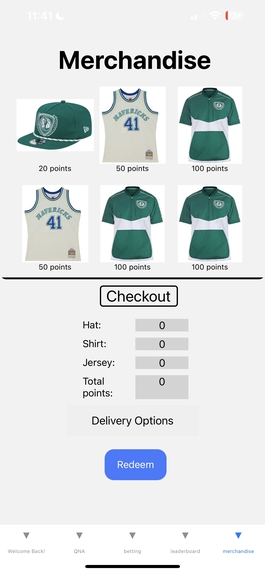 11:41
Merchandise
MAVERICKS
41
20 points
50 points
100 points
MAVERICKS
41
50 points
100 points
100 points
Checkout
Hat: 0
Shirt: 0
Jersey: 0
Total points: 0
Delivery Options
Redeem
Welcome Back! QNA betting leaderboard merchandise